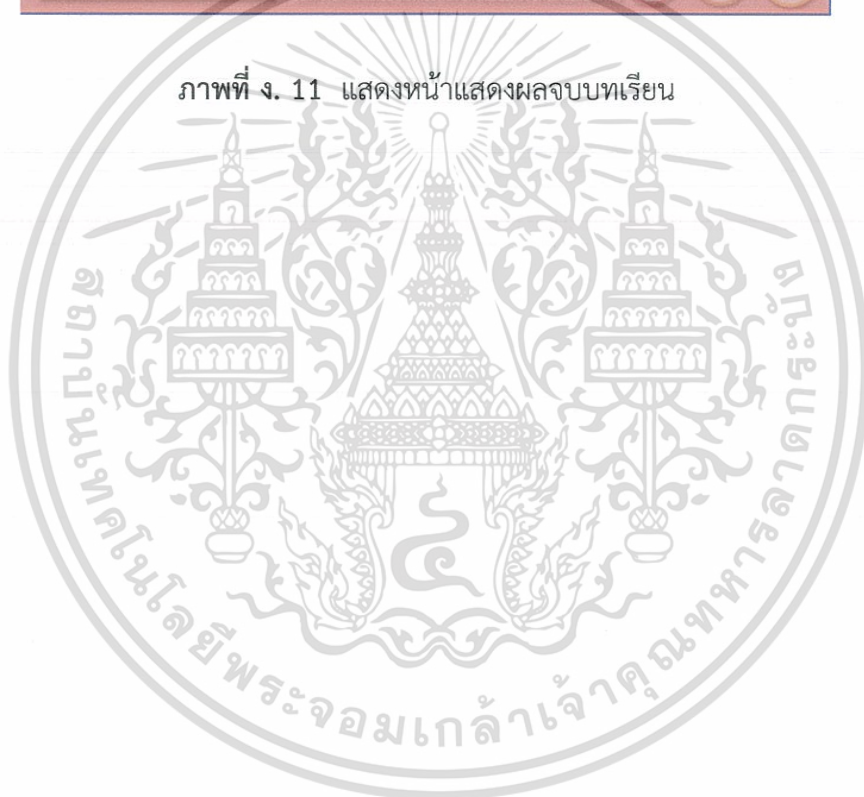 ภาพที่ ง. 11 แสดงหน้าแสดงผลจบบทเรียน
๔
สถาบันเทคโนโลยีพระจอมเกล้าเจ้าคุณทหารลาดกระบัง